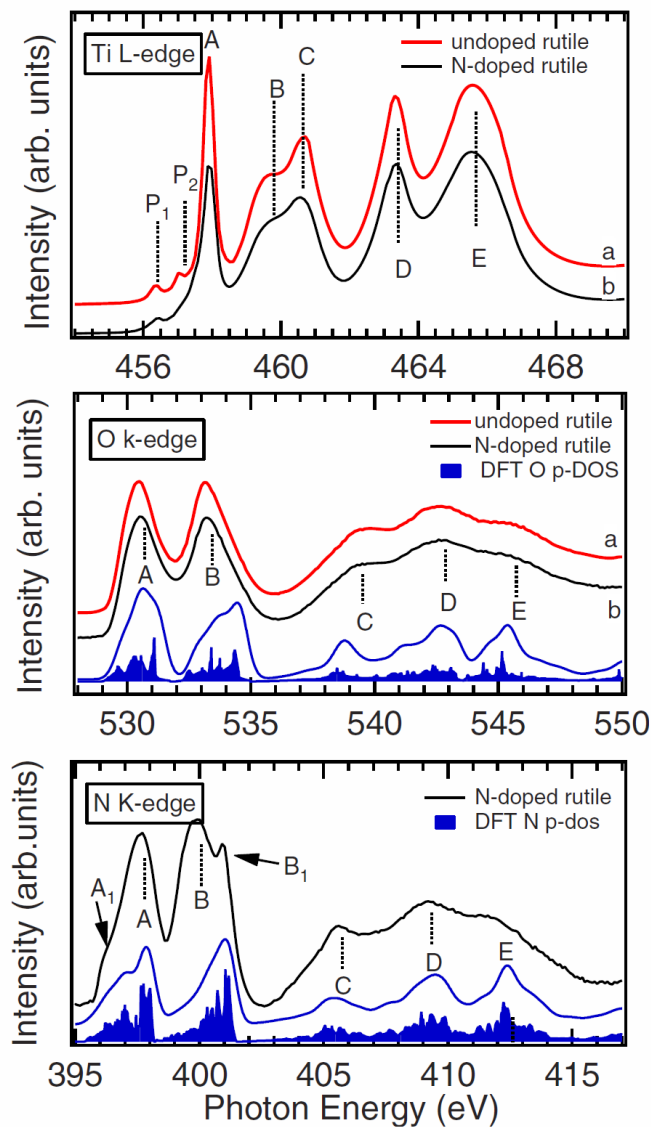 Intensity (arb. units)
Ti L-edge
A
B
C
undoped rutile
N-doped rutile
P1
P2
D
E
a
b
456 460 464 468
Intensity (arb. units)
O k-edge
undoped rutile
N-doped rutile
DFT O p-DOS
a
A
B
C
D
E
b
530 535 540 545 550
Intensity (arb.units)
N K-edge
N-doped rutile
DFT N p-dos
A1
A
B
B1
C
D
E
395 400 405 410 415
Photon Energy (eV)